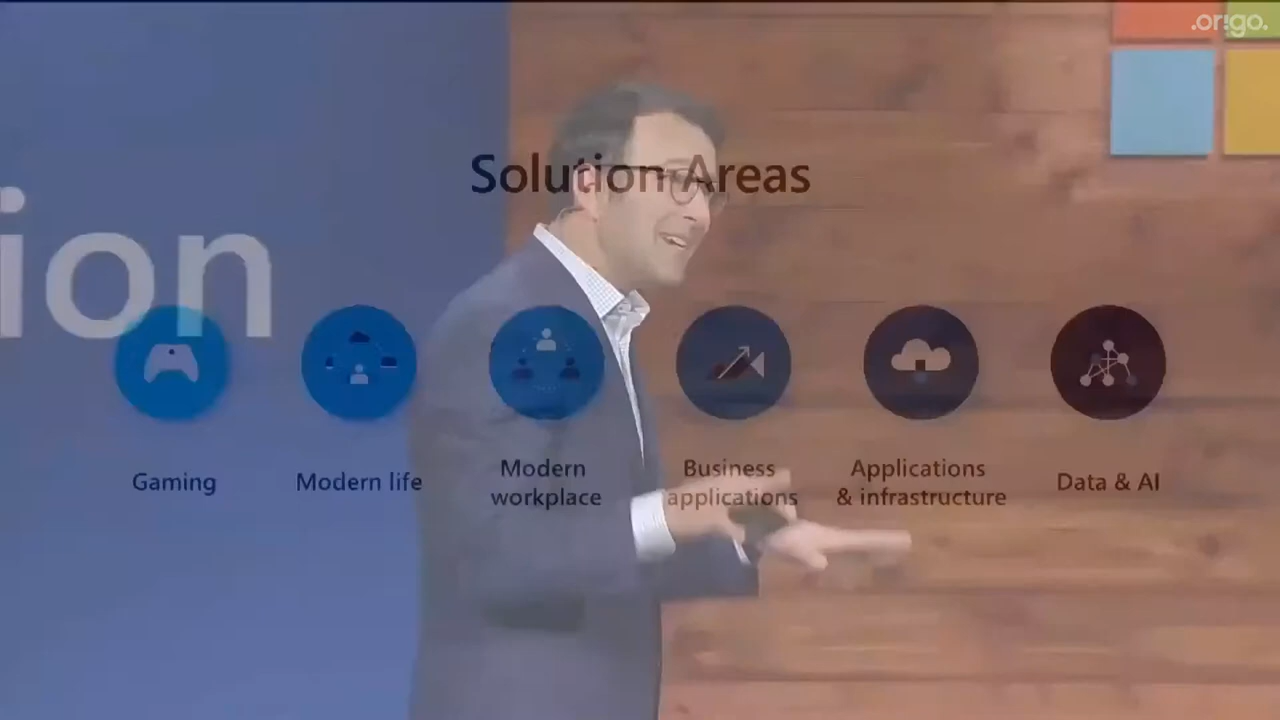 .origo.
Solution Areas
ion
Gaming
Modern life
Modern
workplace
Business
applications
Applications
& infrastructure
Data & AI